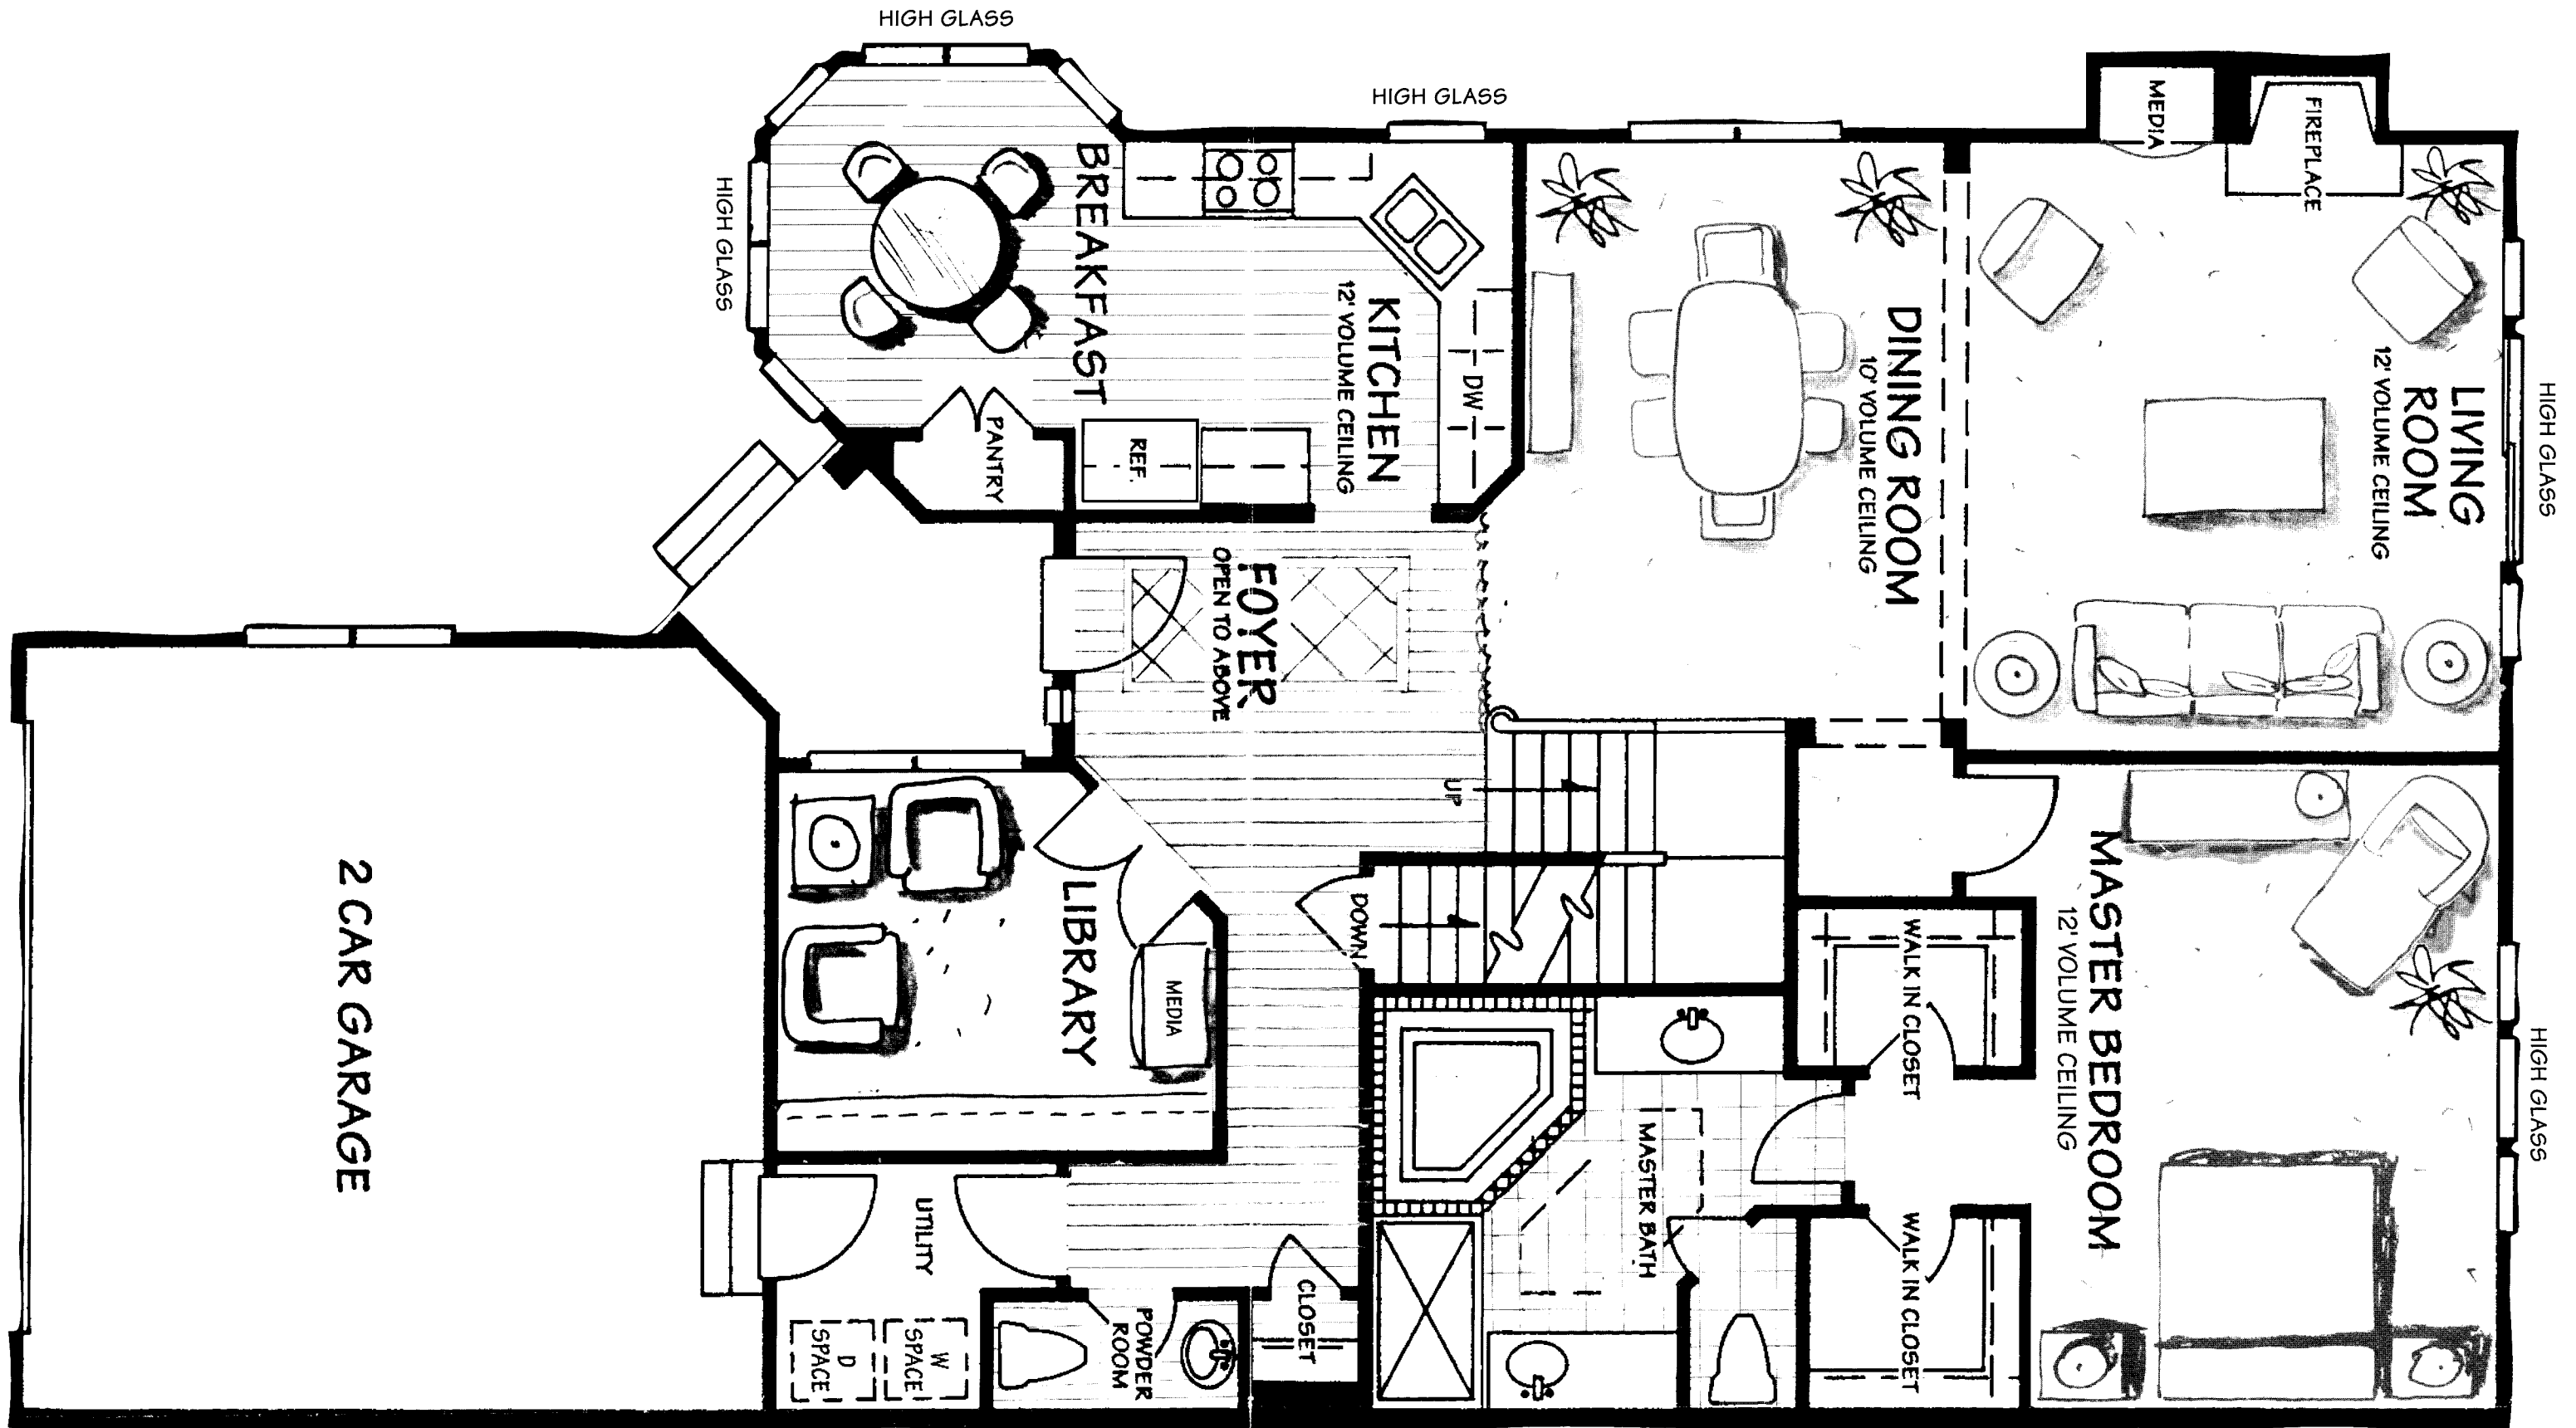 HIGH GLASS
HIGH GLASS
HIGH GLASS
BREAKFAST
KITCHEN
12' VOLUME CEILING
DW
REF.
PANTRY
DINING ROOM
10' VOLUME CEILING
MEDIA
FIREPLACE
LIVING
ROOM
12' VOLUME CEILING
HIGH GLASS
FOYER
OPEN TO ABOVE
UP
DOWN
LIBRARY
MEDIA
2 CAR GARAGE
MASTER BEDROOM
12' VOLUME CEILING
HIGH GLASS
WALK IN CLOSET
MASTER BATH
WALK IN CLOSET
UTILITY
W
SPACE
D
SPACE
POWDER
ROOM
CLOSET